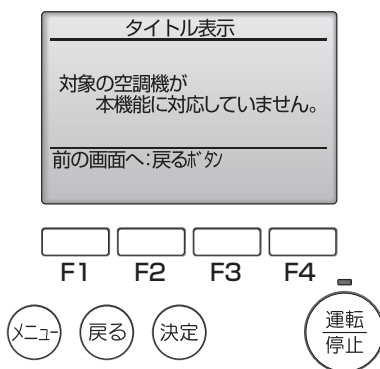 タイトル表示
対象の空調機が
本機能に対応していません。
前の画面へ:戻るボタン
F1 F2 F3 F4
メニュー 戻る 決定 運転
停止